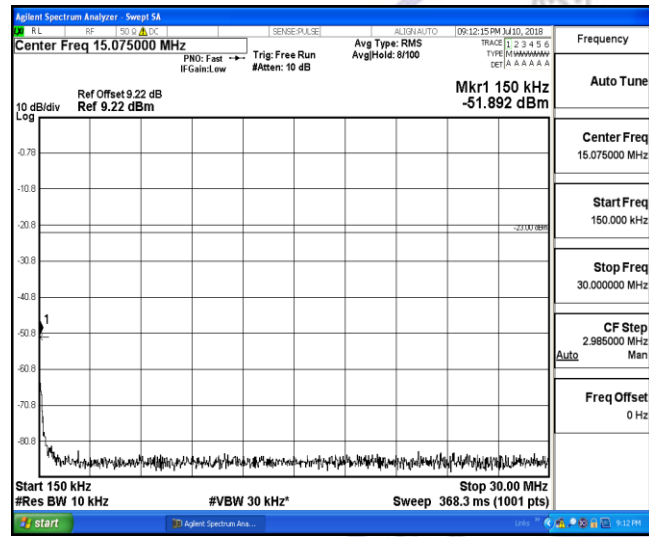 Agilent Spectrum Analyzer - Swept SA
RL RF 50 Ω DC SENSE:PULSE ALIGNAUTO 09:12:15 PM Jul 10, 2018
Center Freq 15.075000 MHz
PNO: Fast
IFGain:Low
Trig: Free Run
#Atten: 10 dB
Avg Type: RMS
Avg|Hold: 8/100
TRACE 1 2 3 4 5 6
TYPE M W W W W W
DET A A A A A A
Ref Offset 9.22 dB
10 dB/div Ref 9.22 dBm
Log
Mkr1 150 kHz
-51.892 dBm
-0.78
-10.8
-20.8
-23.00 dBm
-30.8
-40.8
1
-50.8
-60.8
-70.8
-80.8
Start 150 kHz Stop 30.00 MHz
#Res BW 10 kHz #VBW 30 kHz* Sweep 368.3 ms (1001 pts)
Frequency
Auto Tune
Center Freq
15.075000 MHz
Start Freq
150.000 kHz
Stop Freq
30.000000 MHz
CF Step
2.985000 MHz
Auto Man
Freq Offset
0 Hz
start Agilent Spectrum Ana... Links » 9:12 PM